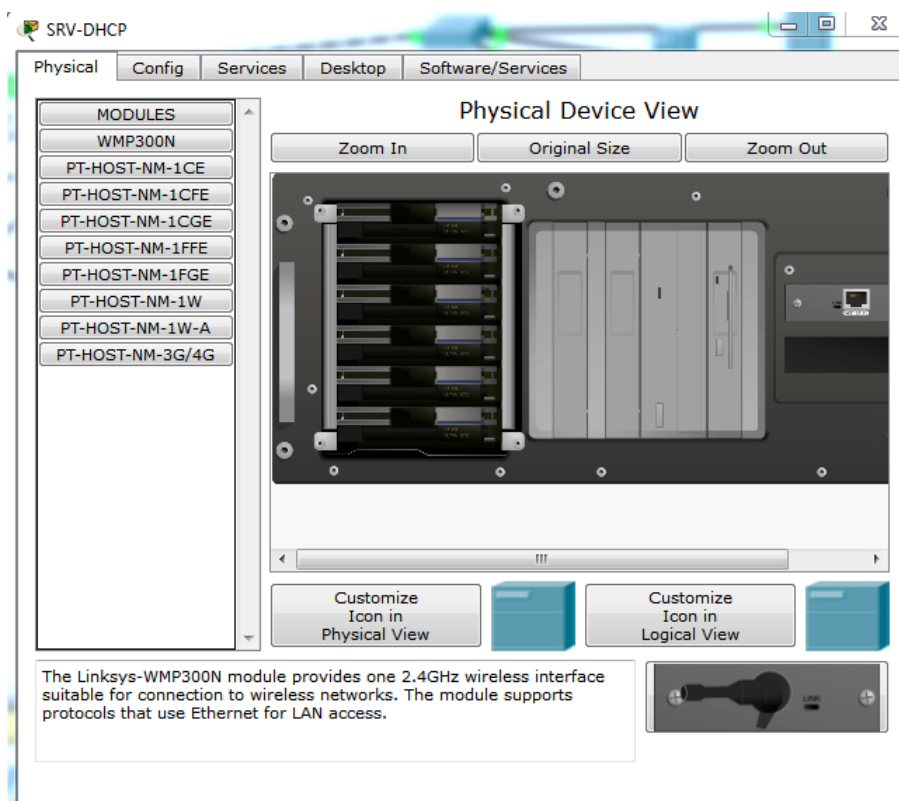 SRV-DHCP
Physical Config Services Desktop Software/Services
MODULES
WMP300N
PT-HOST-NM-1CE
PT-HOST-NM-1CFE
PT-HOST-NM-1CGE
PT-HOST-NM-1FFE
PT-HOST-NM-1FGE
PT-HOST-NM-1W
PT-HOST-NM-1W-A
PT-HOST-NM-3G/4G
Physical Device View
Zoom In Original Size Zoom Out
Customize
Icon in
Physical View
Customize
Icon in
Logical View
The Linksys-WMP300N module provides one 2.4GHz wireless interface
suitable for connection to wireless networks. The module supports
protocols that use Ethernet for LAN access.
LINK